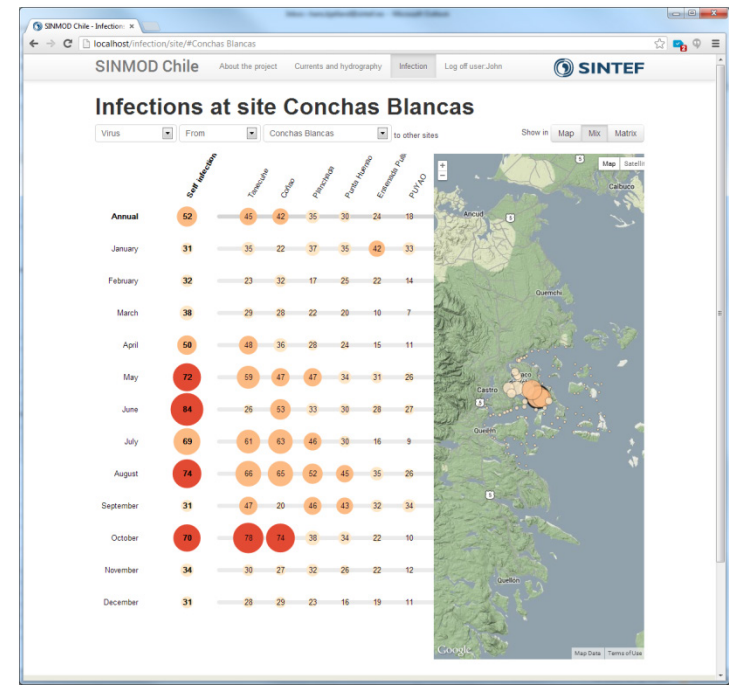 SINMOD Chile - Infection: ×
localhost/infection/site/#Conchas Blancas
SINMOD Chile About the project Currents and hydrography Infection Log off user:John SINTEF
Infections at site Conchas Blancas
Virus From Conchas Blancas to other sites Show in Map Mix Matrix
Self infection Corlao Punta PUYAO
Map
Calbuco
Ancud 5
Annual 52 45 42 35 30 24 18
January 31 35 22 37 35 42 33
February 32 23 32 17 25 22 14
Quemchi
March 38 29 28 22 20 10 7
April 50 48 36 28 24 15 11
May 72 59 47 47 34 31 26
Castro
June 84 26 53 33 30 28 27
5
July 69 61 63 46 30 16 9
August 74 66 65 52 45 35 26
September 31 47 20 46 43 32 34
5
October 70 78 74 38 34 22 10
November 34 30 27 32 26 22 12
Quellón
December 31 28 29 23 16 19 11
Google Map Data Terms of Use